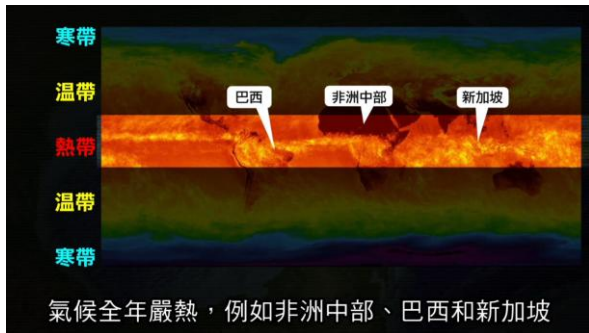 寒帶
溫帶
巴西
非洲中部
新加坡
熱帶
溫帶
寒帶
氣候全年嚴熱，例如非洲中部、巴西和新加坡